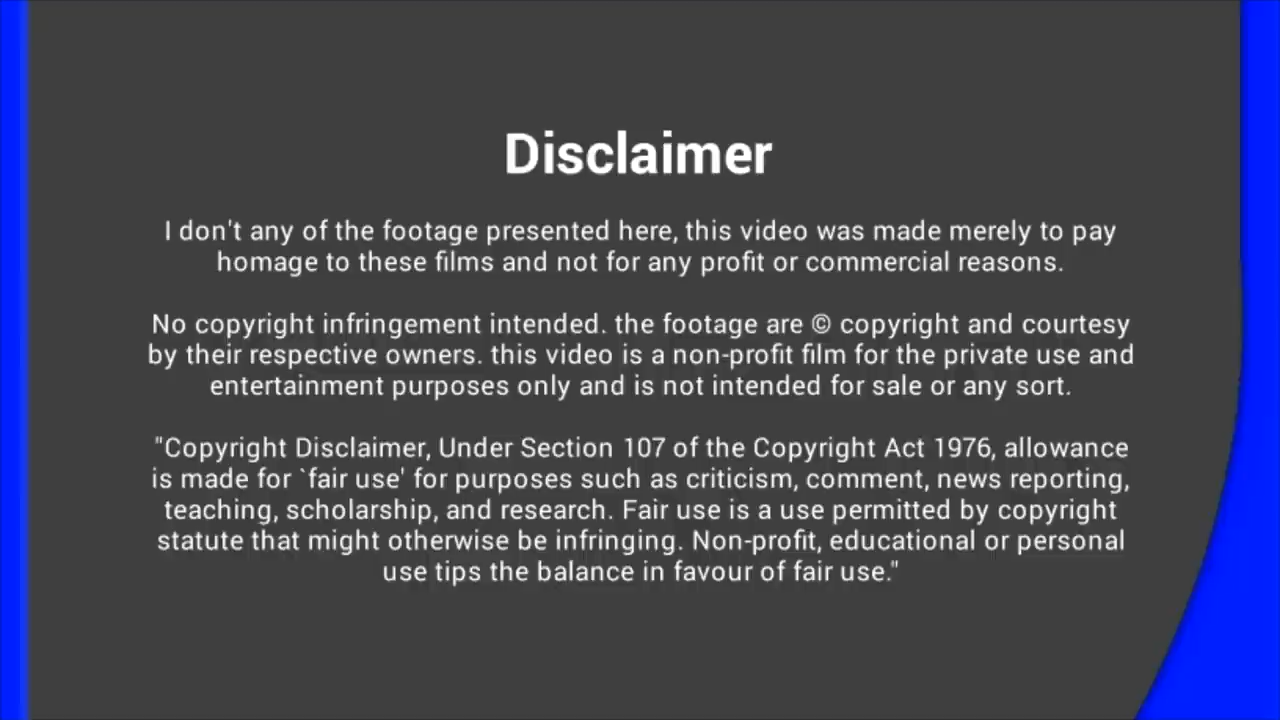 Disclaimer
I don't any of the footage presented here, this video was made merely to pay
homage to these films and not for any profit or commercial reasons.
No copyright infringement intended. the footage are © copyright and courtesy
by their respective owners. this video is a non-profit film for the private use and
entertainment purposes only and is not intended for sale or any sort.
"Copyright Disclaimer, Under Section 107 of the Copyright Act 1976, allowance
is made for `fair use' for purposes such as criticism, comment, news reporting,
teaching, scholarship, and research. Fair use is a use permitted by copyright
statute that might otherwise be infringing. Non-profit, educational or personal
use tips the balance in favour of fair use."